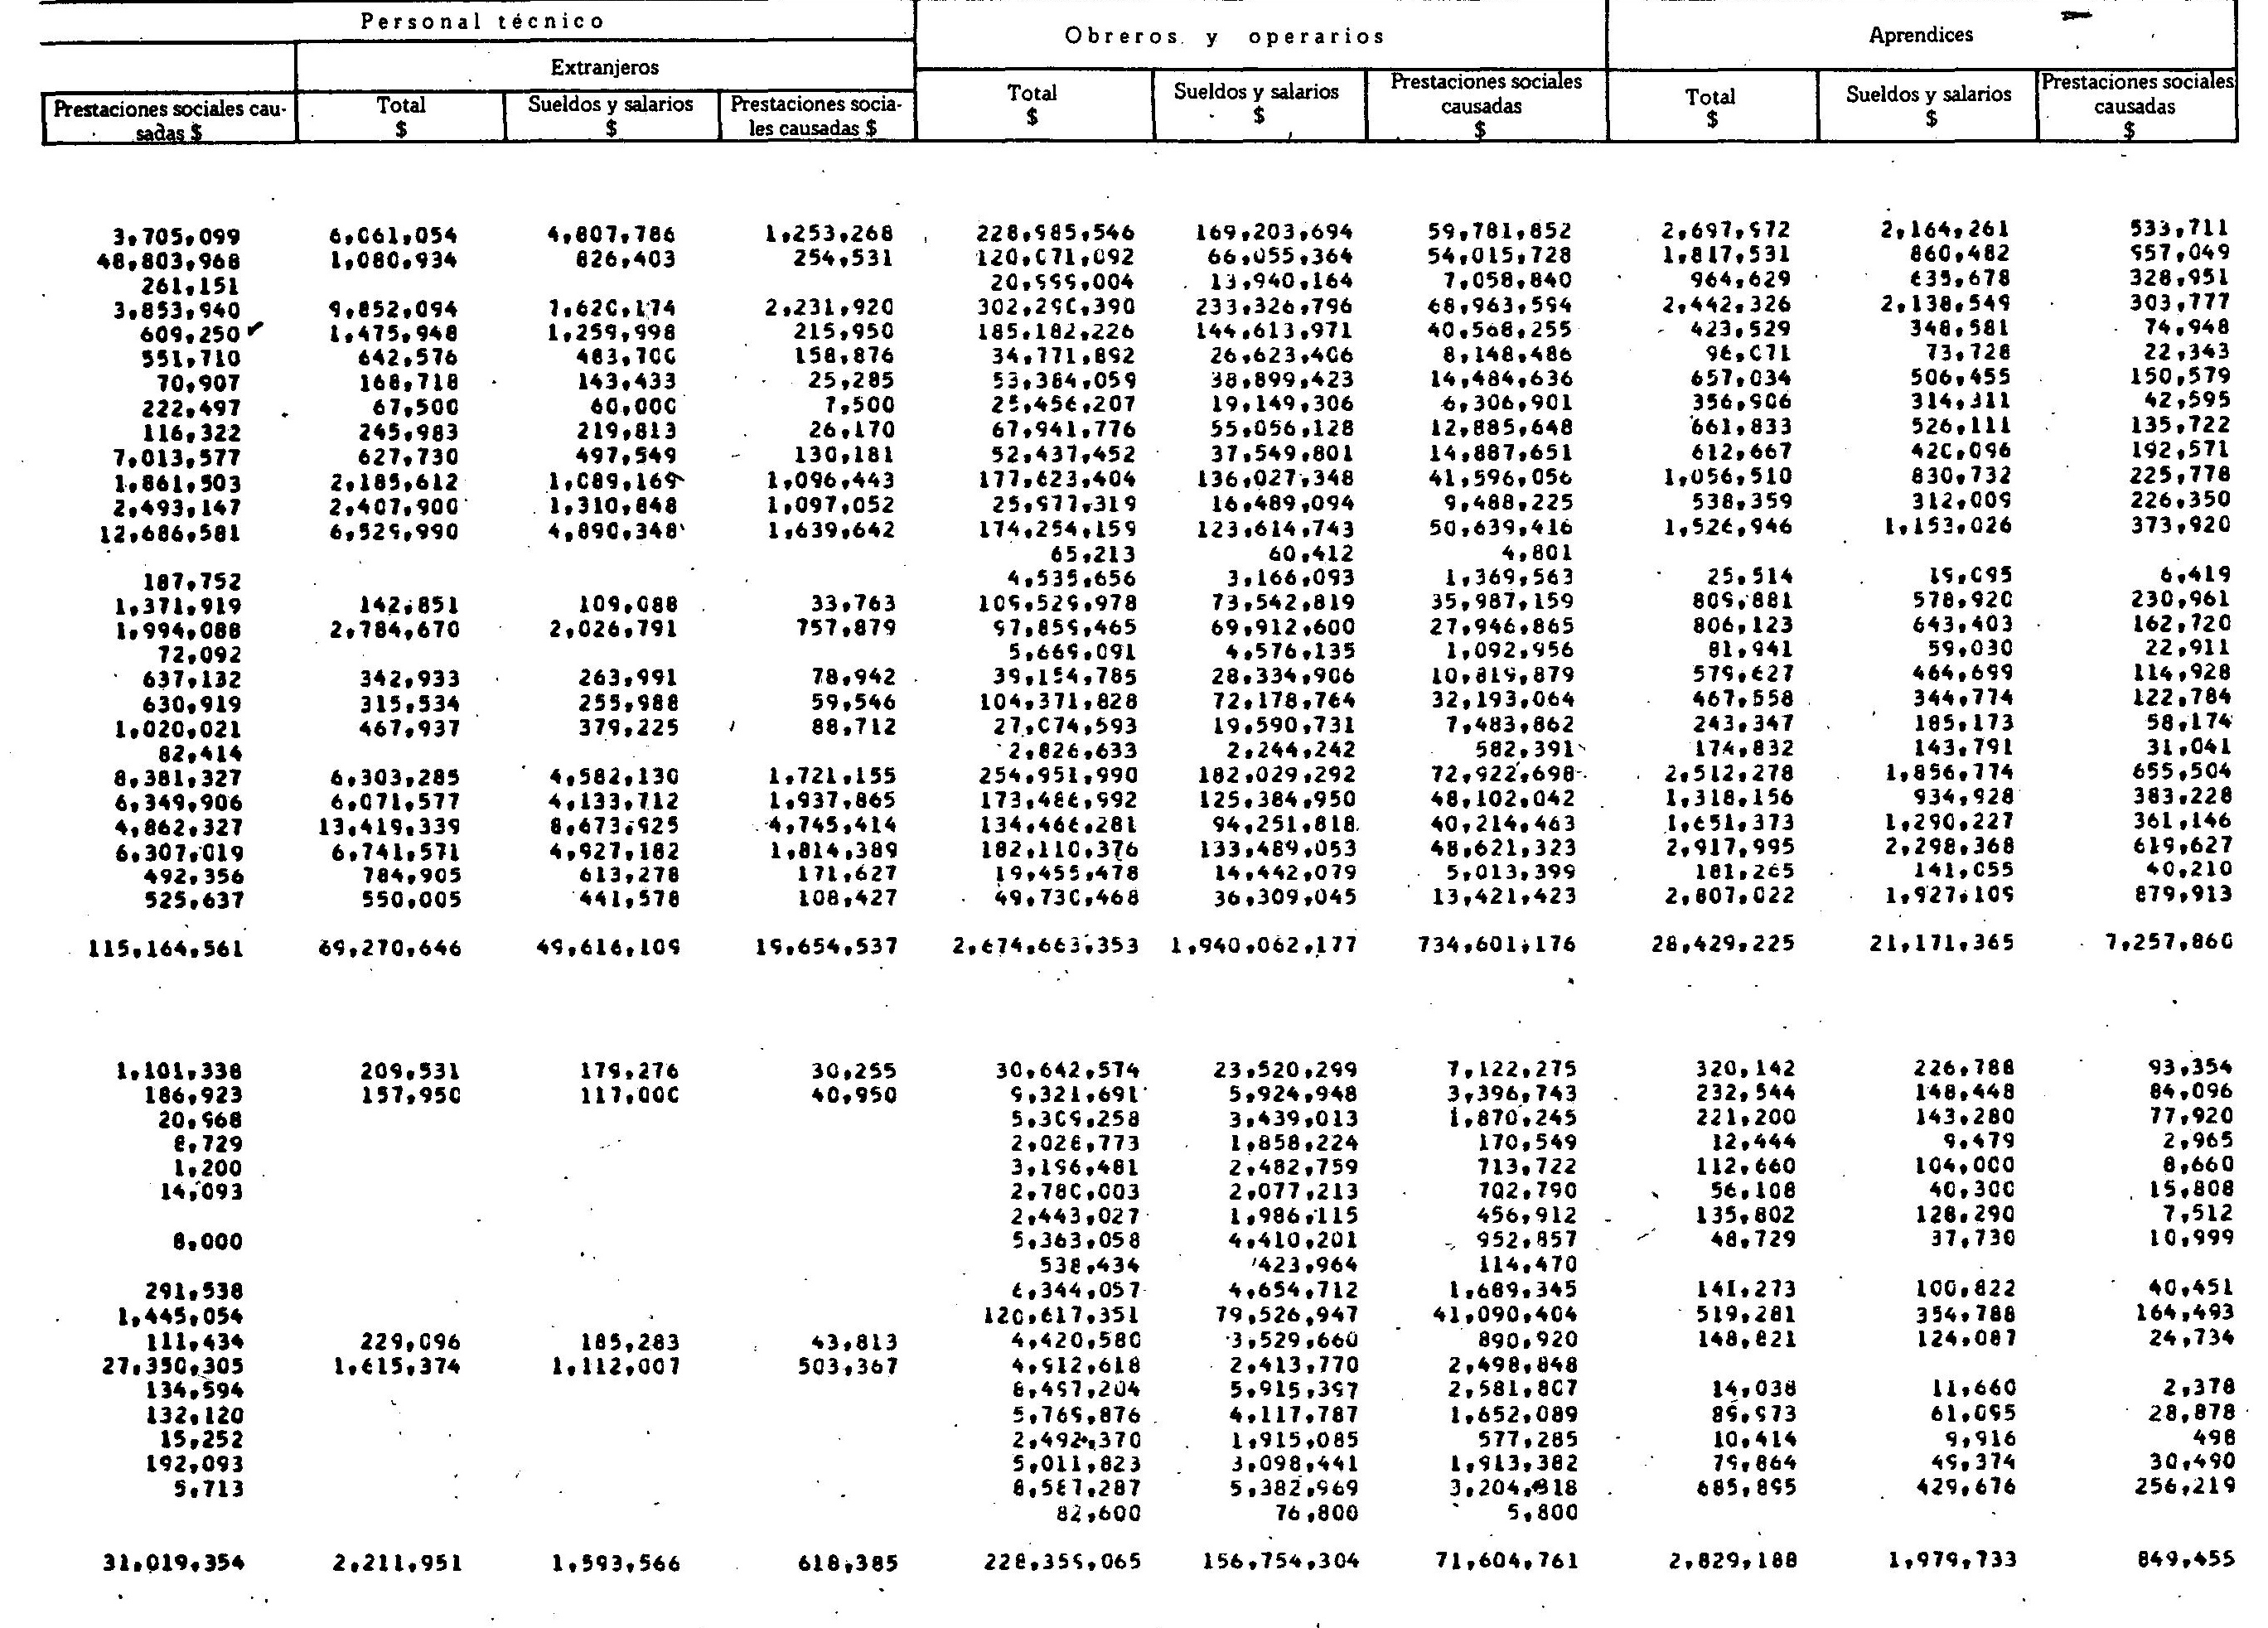 Personal técnico
Obreros y operarios
Aprendices
Extranjeros
Prestaciones sociales cau-
sadas $
Total
$
Sueldos y salarios
$
Prestaciones socia-
les causadas $
Total
$
Sueldos y salarios
$
Prestaciones sociales
causadas
$
Total
$
Sueldos y salarios
$
Prestaciones sociales
causadas
$
3,705,099 6,061,054 4,807,786 1,253,268 228,985,546 169,203,694 59,781,852 2,697,972 2,164,261 533,711
48,803,968 1,080,934 826,403 254,531 120,071,092 66,055,364 54,015,728 1,817,531 860,482 957,049
261,151 20,999,004 13,940,164 7,058,840 964,629 635,678 328,951
3,853,940 9,852,094 7,620,174 2,231,920 302,290,390 233,326,796 68,963,594 2,442,326 2,138,549 303,777
609,250 1,475,948 1,259,998 215,950 185,182,226 144,613,971 40,568,255 423,529 348,581 74,948
551,710 642,576 483,700 158,876 34,771,892 26,623,406 8,148,486 96,071 73,728 22,343
70,907 168,718 143,433 25,285 53,384,059 38,899,423 14,484,636 657,034 506,455 150,579
222,497 67,500 60,000 7,500 25,456,207 19,149,306 6,306,901 356,906 314,311 42,595
116,322 245,983 219,813 26,170 67,941,776 55,056,128 12,885,648 661,833 526,111 135,722
7,013,577 627,730 497,549 130,181 52,437,452 37,549,801 14,887,651 612,667 420,096 192,571
1,861,503 2,185,612 1,089,169 1,096,443 177,623,404 136,027,348 41,596,056 1,056,510 830,732 225,778
2,493,147 2,407,900 1,310,848 1,097,052 25,977,319 16,489,094 9,488,225 538,359 312,009 226,350
12,686,581 6,529,990 4,890,348 1,639,642 174,254,159 123,614,743 50,639,416 1,526,946 1,153,026 373,920
65,213 60,412 4,801
187,752 4,535,656 3,166,093 1,369,563 25,514 19,095 6,419
1,371,919 142,851 109,088 33,763 109,529,978 73,542,819 35,987,159 809,881 578,920 230,961
1,994,088 2,784,670 2,026,791 757,879 97,859,465 69,912,600 27,946,865 806,123 643,403 162,720
72,092 5,669,091 4,576,135 1,092,956 81,941 59,030 22,911
637,132 342,933 263,991 78,942 39,154,785 28,334,906 10,819,879 579,627 464,699 114,928
630,919 315,534 255,988 59,546 104,371,828 72,178,764 32,193,064 467,558 344,774 122,784
1,020,021 467,937 379,225 88,712 27,074,593 19,590,731 7,483,862 243,347 185,173 58,174
82,414 2,826,633 2,244,242 582,391 174,832 143,791 31,041
8,381,327 6,303,285 4,582,130 1,721,155 254,951,990 182,029,292 72,922,698 2,512,278 1,856,774 655,504
6,349,906 6,071,577 4,133,712 1,937,865 173,486,992 125,384,950 48,102,042 1,318,156 934,928 383,228
4,862,327 13,419,339 8,673,925 4,745,414 134,466,281 94,251,818 40,214,463 1,651,373 1,290,227 361,146
6,307,019 6,741,571 4,927,182 1,814,389 182,110,376 133,489,053 48,621,323 2,917,995 2,298,368 619,627
492,356 784,905 613,278 171,627 19,455,478 14,442,079 5,013,399 181,265 141,055 40,210
525,637 550,005 441,578 108,427 49,730,468 36,309,045 13,421,423 2,807,022 1,927,109 879,913
115,164,561 69,270,646 49,616,109 19,654,537 2,674,663,353 1,940,062,177 734,601,176 28,429,225 21,171,365 7,257,860
1,101,338 209,531 179,276 30,255 30,642,574 23,520,299 7,122,275 320,142 226,788 93,354
186,923 157,950 117,000 40,950 9,321,691 5,924,948 3,396,743 232,544 148,448 84,096
20,968 5,309,258 3,439,013 1,870,245 221,200 143,280 77,920
8,729 2,028,773 1,858,224 170,549 12,444 9,479 2,965
1,200 3,196,481 2,482,759 713,722 112,660 104,000 8,660
14,093 2,780,003 2,077,213 702,790 56,108 40,300 15,808
2,443,027 1,986,115 456,912 135,802 128,290 7,512
8,000 5,363,058 4,410,201 952,857 48,729 37,730 10,999
538,434 423,964 114,470
291,538 6,344,057 4,654,712 1,689,345 141,273 100,822 40,451
1,445,054 120,617,351 79,526,947 41,090,404 519,281 354,788 164,493
111,434 229,096 185,283 43,813 4,420,580 3,529,660 890,920 148,821 124,087 24,734
27,350,305 1,615,374 1,112,007 503,367 4,912,618 2,413,770 2,498,848
134,594 8,497,204 5,915,397 2,581,807 14,038 11,660 2,378
132,120 5,769,876 4,117,787 1,652,089 89,973 61,095 28,878
15,252 2,492,370 1,915,085 577,285 10,414 9,916 498
192,093 5,011,823 3,098,441 1,913,382 79,864 49,374 30,490
5,713 8,587,287 5,382,969 3,204,318 685,895 429,676 256,219
82,600 76,800 5,800
31,019,354 2,211,951 1,593,566 618,385 228,359,065 156,754,304 71,604,761 2,829,188 1,979,733 849,455